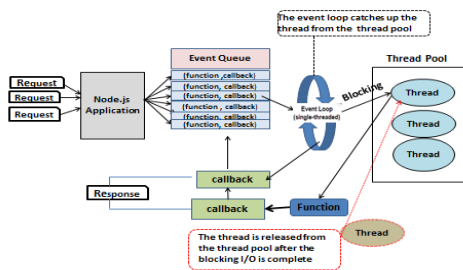 The event loop catches up the
thread from the thread pool
Event Queue
Thread Pool
(function ,callback)
(function, callback)
(function, callback)
(function , callback)
(function, callback)
(function, callback)
Request
Request
Request
Node.js
Application
Event Loop
(single-threaded)
Blocking
Thread
Thread
Thread
callback
Response
callback
Function
Thread
The thread is released from
the thread pool after the
blocking I/O is complete